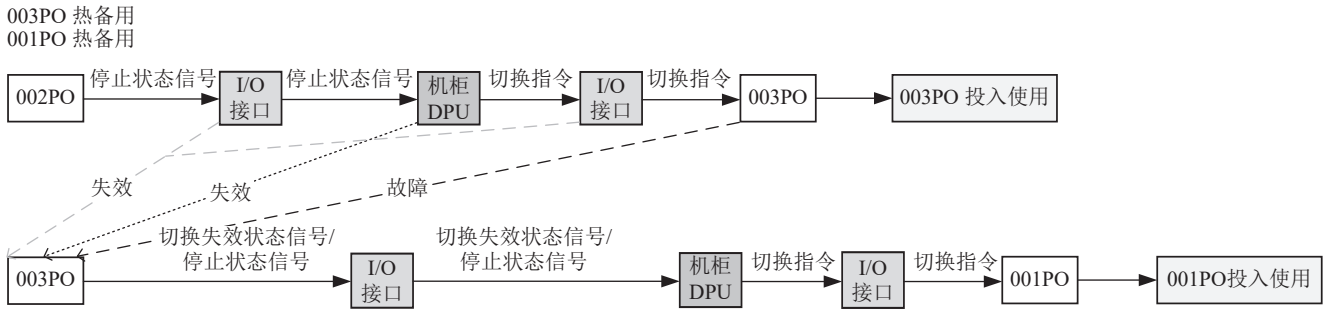 003PO 热备用
001PO 热备用
停止状态信号
停止状态信号
切换指令
切换指令
002PO
I/O
接口
机柜
DPU
I/O
接口
003PO
003PO 投入使用
失效
失效
故障
切换失效状态信号/
停止状态信号
切换失效状态信号/
停止状态信号
切换指令
切换指令
003PO
I/O
接口
机柜
DPU
I/O
接口
001PO
001PO投入使用